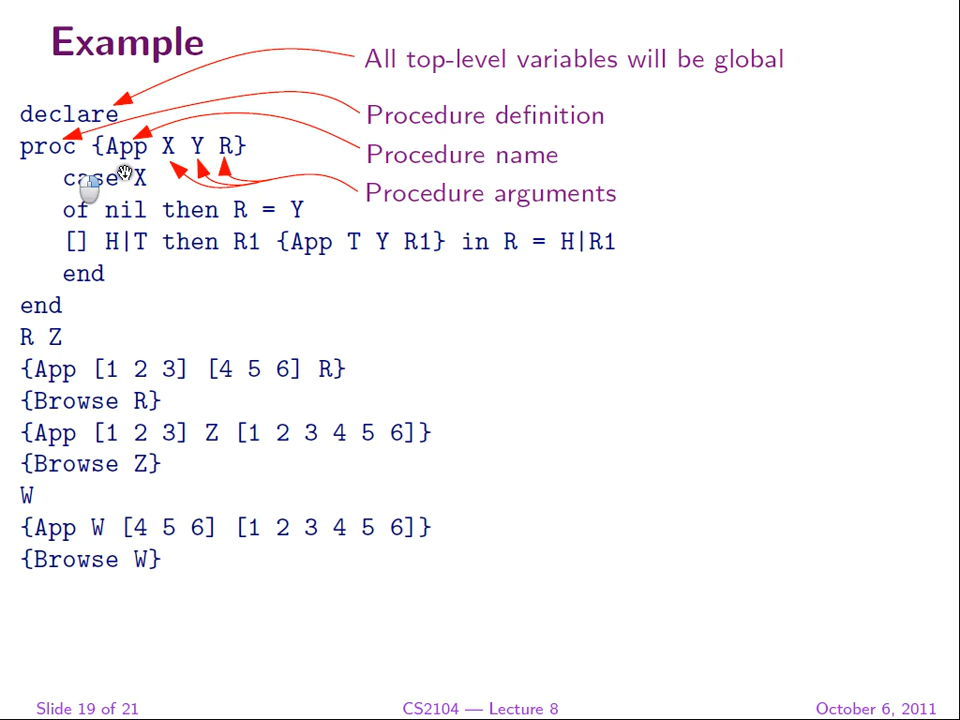 Example
All top-level variables will be global
declare
Procedure definition
proc {App X Y R}
Procedure name
case X
Procedure arguments
of nil then R = Y
[] H|T then R1 {App T Y R1} in R = H|R1
end
end
R Z
{App [1 2 3] [4 5 6] R}
{Browse R}
{App [1 2 3] Z [1 2 3 4 5 6]}
{Browse Z}
W
{App W [4 5 6] [1 2 3 4 5 6]}
{Browse W}
Slide 19 of 21
CS2104 — Lecture 8
October 6, 2011